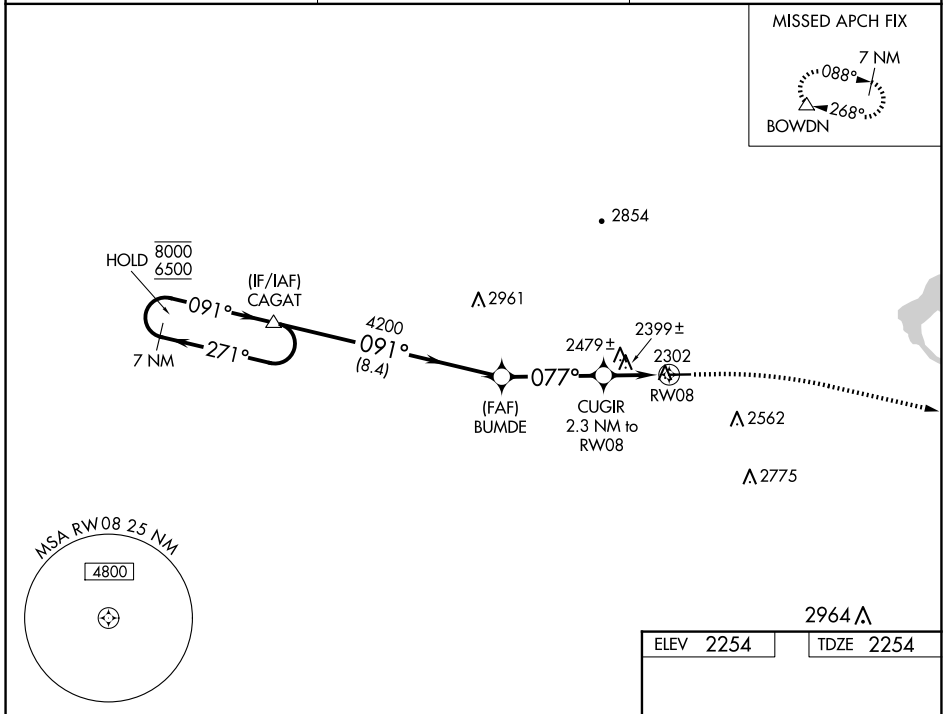 MISSED APCH FIX
7 NM
088°
268°
BOWDN
2854
HOLD
8000
6500
(IF/IAF)
CAGAT
091°
271°
7 NM
2961
4200
091°
(8.4)
2479 ±
2399 ±
2302
077°
(FAF)
BUMDE
CUGIR
2.3 NM to
RW08
RW08
2562
2775
MSA RW08 25 NM
4800
2964
ELEV 2254
TDZE 2254